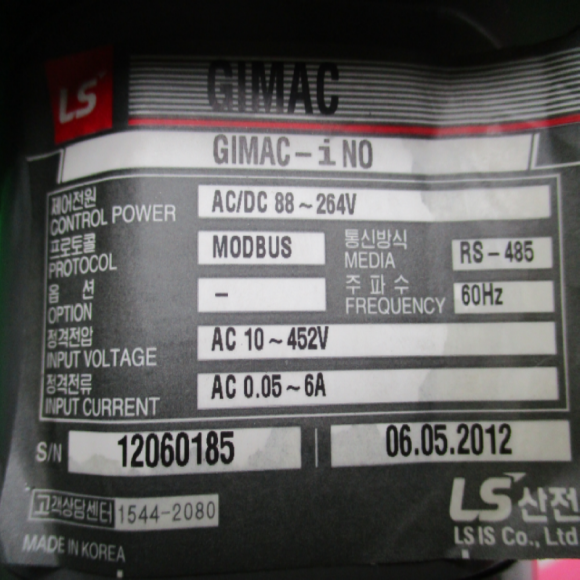 LS
GIMAC
GIMAC-i NO
제어전원
CONTROL POWER
AC/DC 88~264V
프로토콜
PROTOCOL
MODBUS
통신방식
MEDIA
RS-485
옵 션
OPTION
-
주 파 수
FREQUENCY
60Hz
정격전압
INPUT VOLTAGE
AC 10~452V
정격전류
INPUT CURRENT
AC 0.05~6A
S/N 12060185 06.05.2012
고객상담센터 1544-2080
LS 산전
MADE IN KOREA
LSIS Co., Ltd